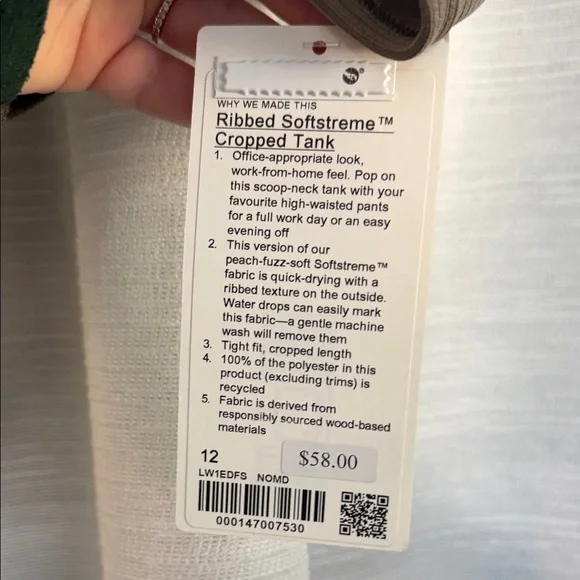 WHY WE MADE THIS
Ribbed Softstreme™
Cropped Tank
1. Office-appropriate look,
work-from-home feel. Pop on
this scoop-neck tank with your
favourite high-waisted pants
for a full work day or an easy
evening off
2. This version of our
peach-fuzz-soft Softstreme™
fabric is quick-drying with a
ribbed texture on the outside.
Water drops can easily mark
this fabric—a gentle machine
wash will remove them
3. Tight fit, cropped length
4. 100% of the polyester in this
product (excluding trims) is
recycled
5. Fabric is derived from
responsibly sourced wood-based
materials
12
$58.00
LW1EDFS NOMD
000147007530